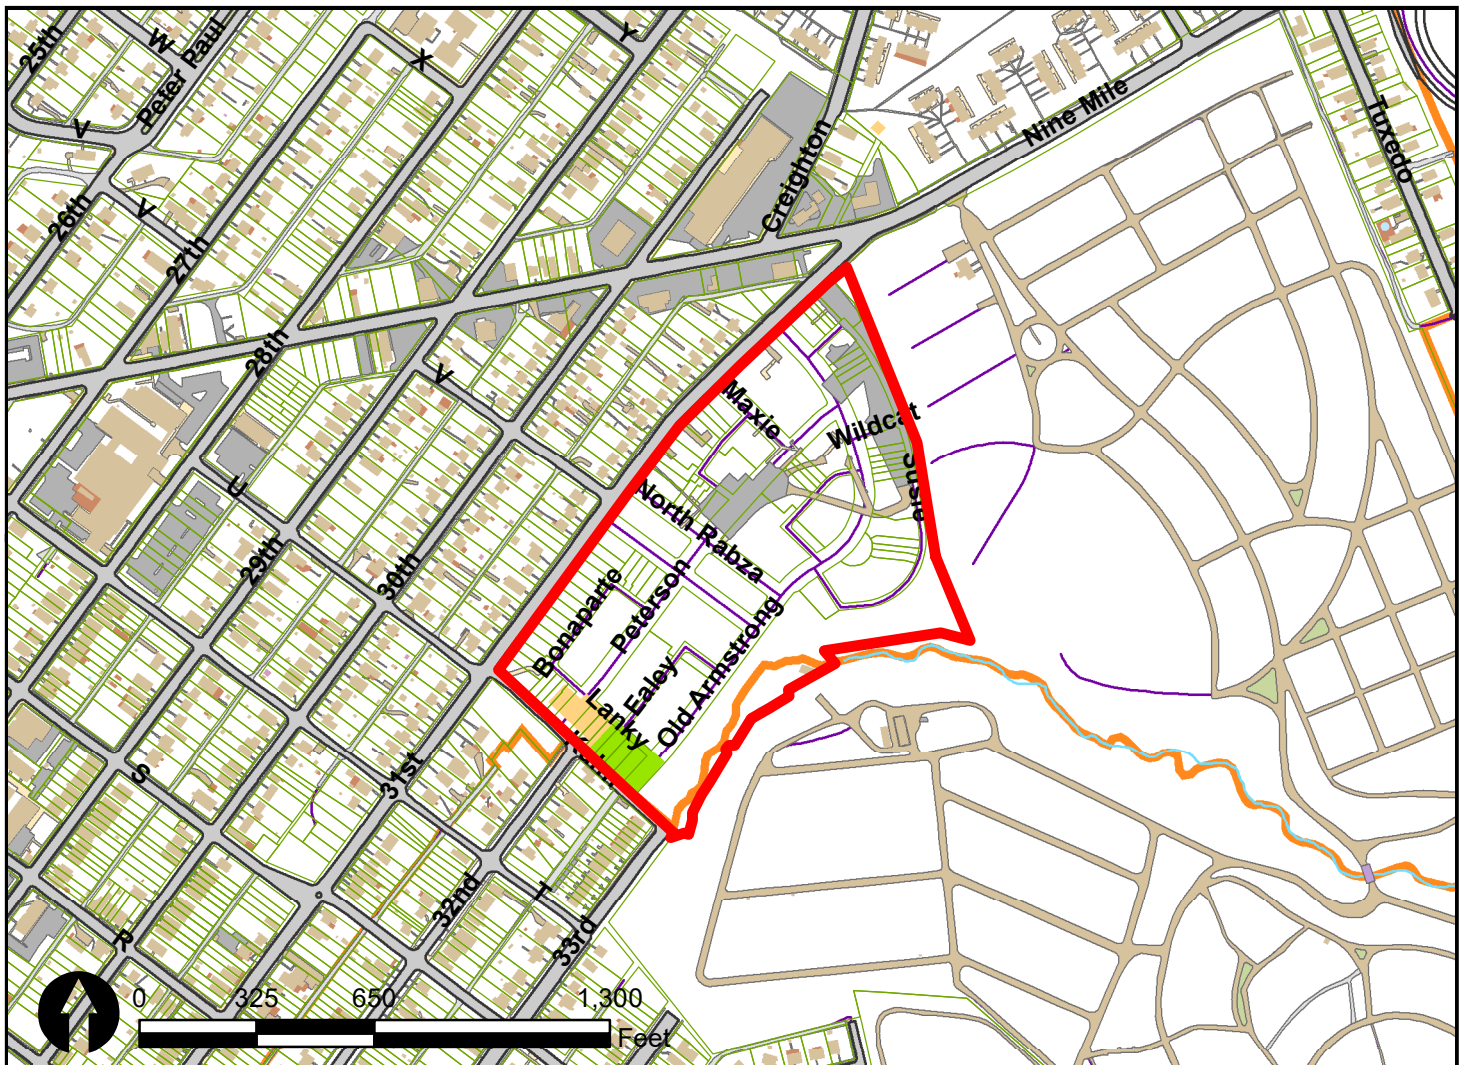 25th
W
Peter Paul
X
Y
V
Creighton
Nine Mile
Tuxedo
26th
V
27th
28th
V
Maxie
Wildcat
Susie
U
29th
30th
North Rabza
Bonaparte
Peterson
Ealey
Old Armstrong
Lanky
S
31st
32nd
T
33rd
R
0 325 650 1,300
Feet